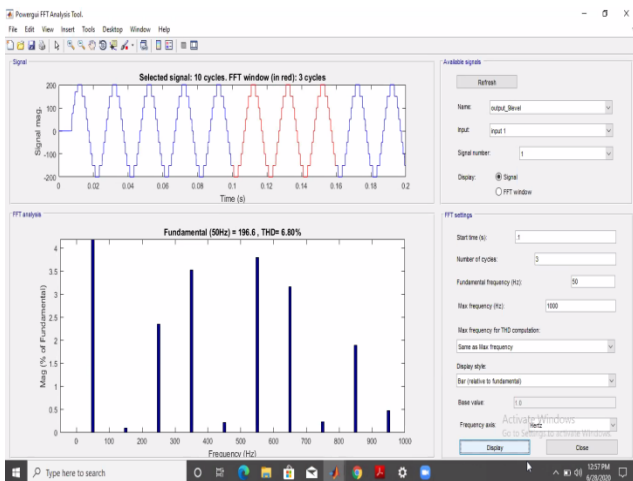 Powergui FFT Analysis Tool.
File Edit View Insert Tools Desktop Window Help
Signal
Selected signal: 10 cycles. FFT window (in red): 3 cycles
200
100
0
-100
-200
Signal mag.
0 0.02 0.04 0.06 0.08 0.1 0.12 0.14 0.16 0.18 0.2
Time (s)
FFT analysis
Fundamental (50Hz) = 196.6 , THD= 6.80%
4
3.5
3
2.5
2
1.5
1
0.5
0
Mag (% of Fundamental)
0 100 200 300 400 500 600 700 800 900 1000
Frequency (Hz)
Available signals
Refresh
Name: output_9level
Input: input 1
Signal number: 1
Display: Signal
FFT window
FFT settings
Start time (s): .1
Number of cycles: 3
Fundamental frequency (Hz): 50
Max frequency (Hz): 1000
Max frequency for THD computation:
Same as Max frequency
Display style:
Bar (relative to fundamental)
Base value: 1.0
Activate Windows
Frequency axis: Hertz
Go to Settings to activate Windows.
Display Close
Type here to search
12:57 PM
6/28/2020